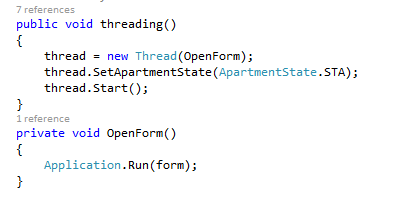 7 references
public void threading()
{
thread = new Thread(OpenForm);
thread.SetApartmentState(ApartmentState.STA);
thread.Start();
}
1 reference
private void OpenForm()
{
Application.Run(form);
}